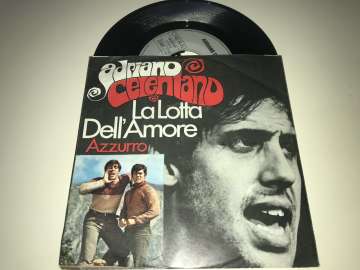 adriano
celentano
La Lotta
Dell'Amore
Azzurro